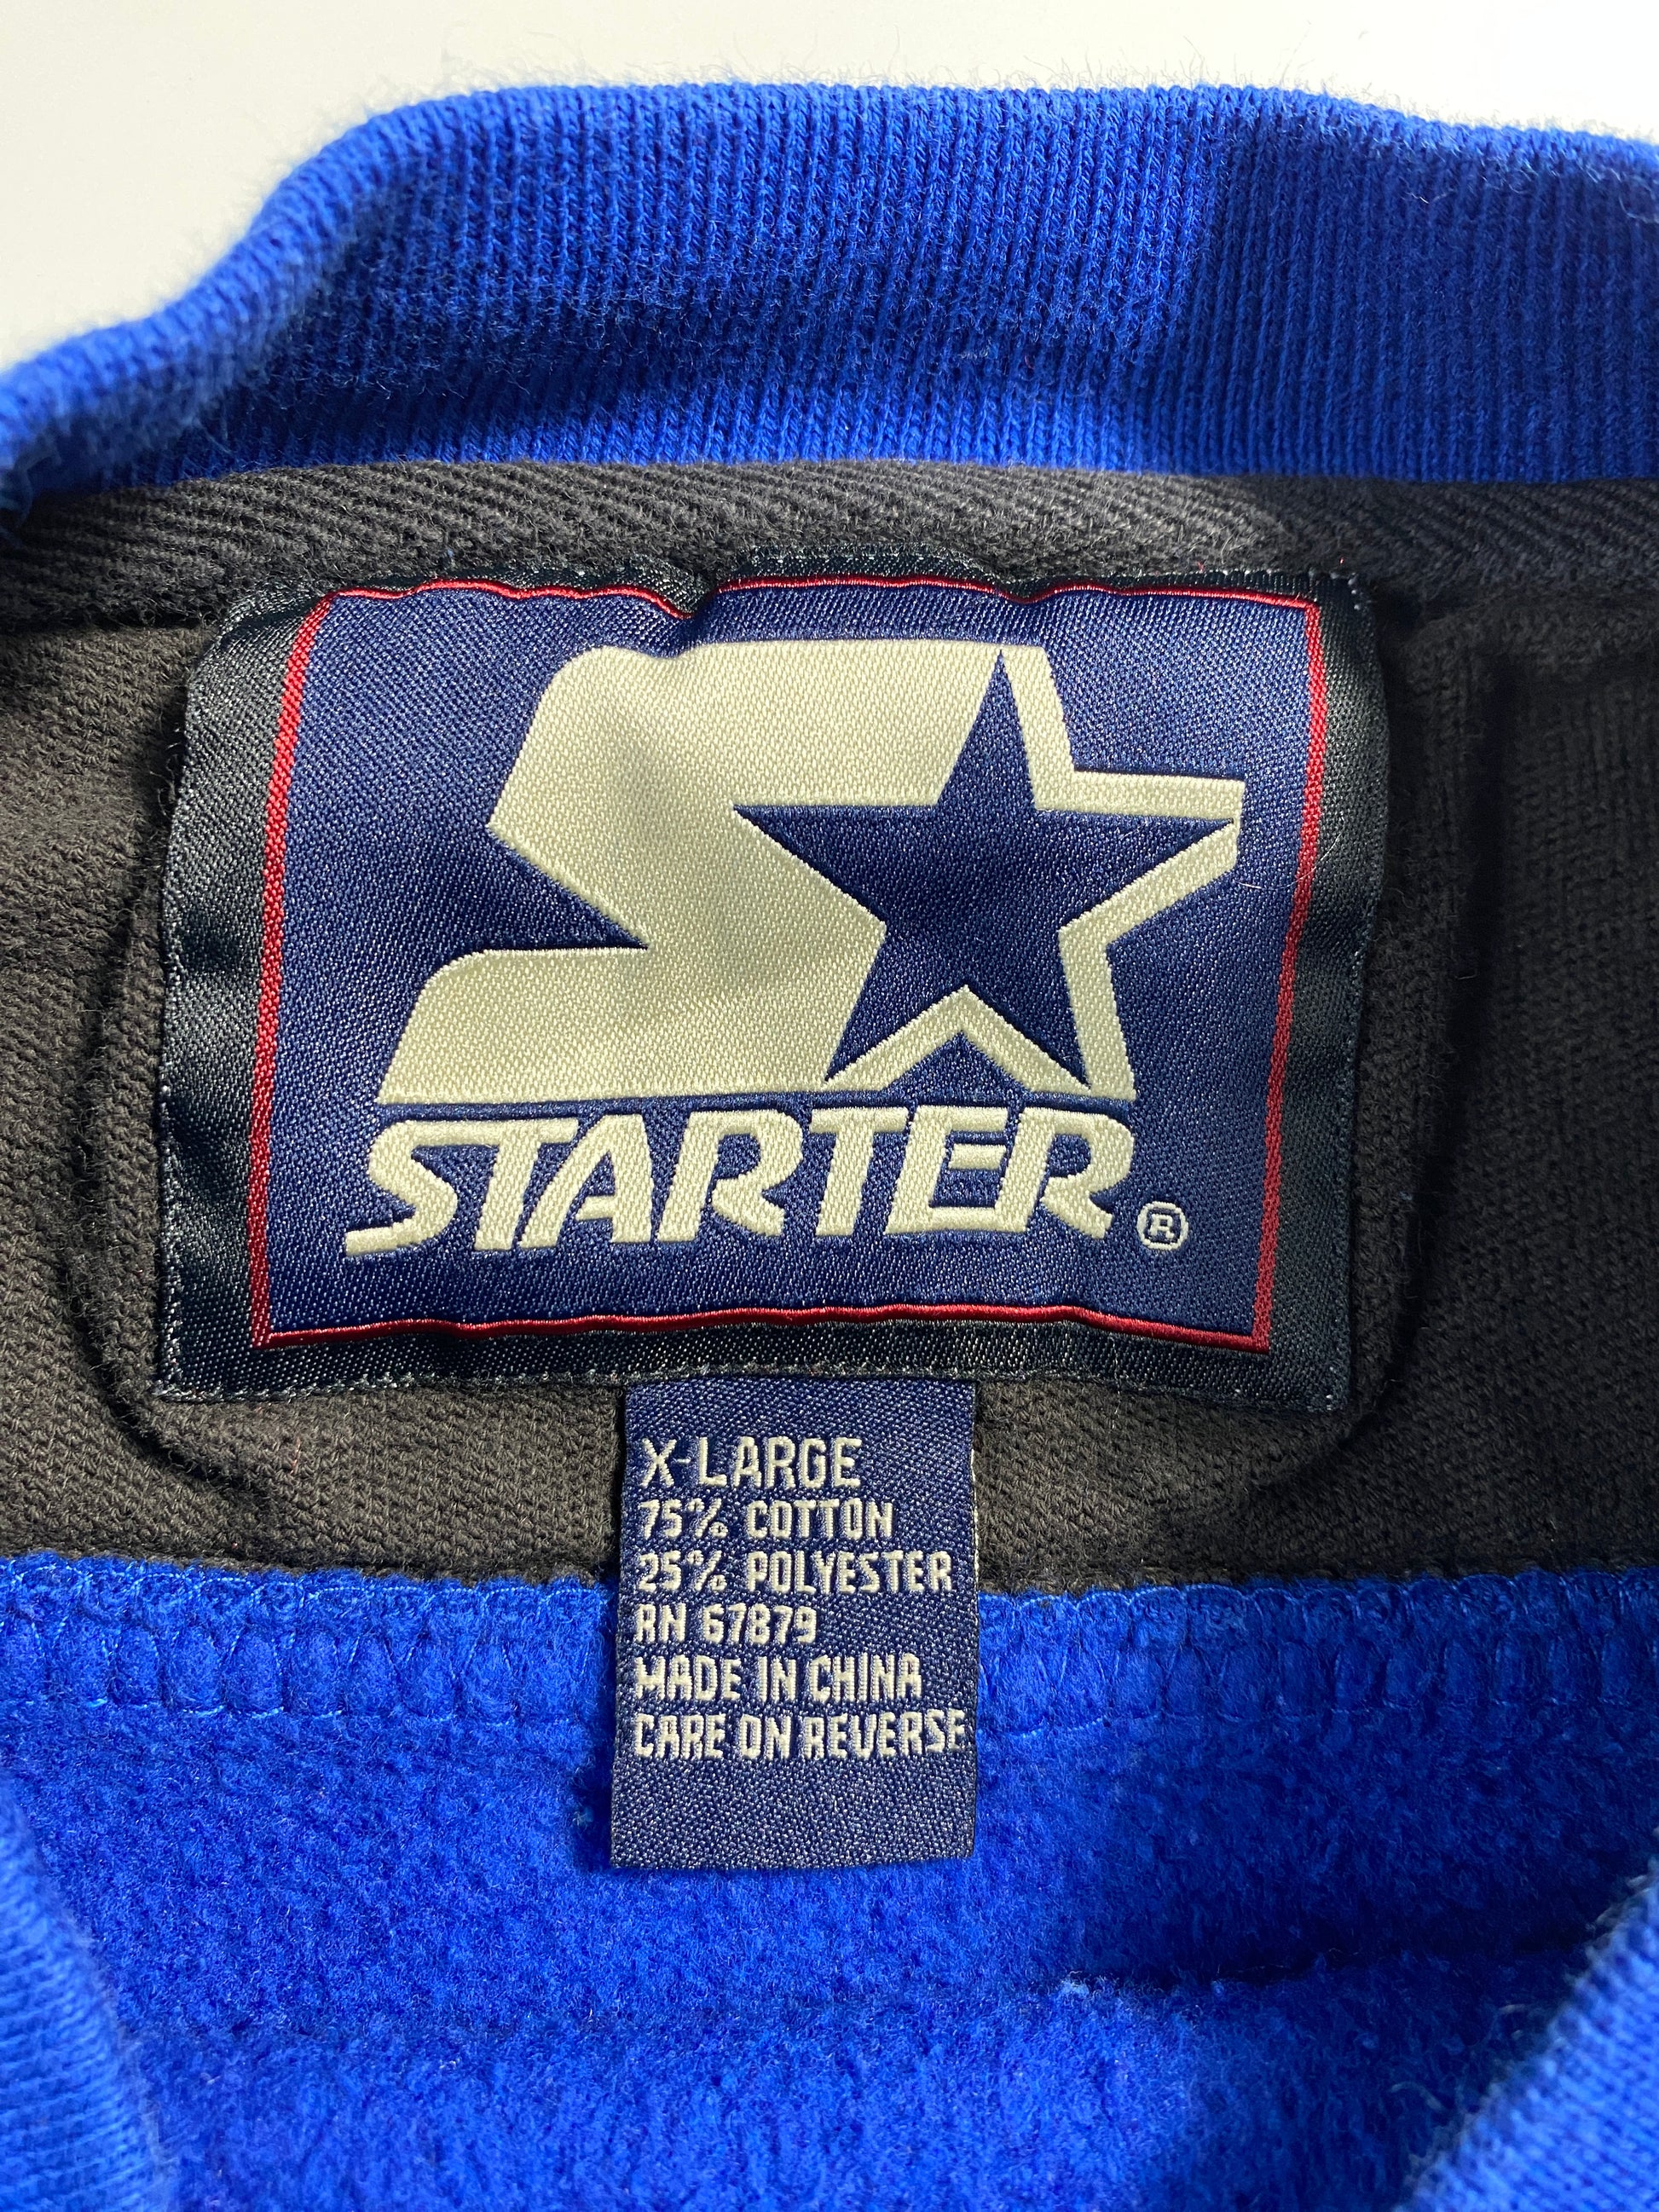 STARTER®
X-LARGE
75% COTTON
25% POLYESTER
RN 67879
MADE IN CHINA
CARE ON REVERSE